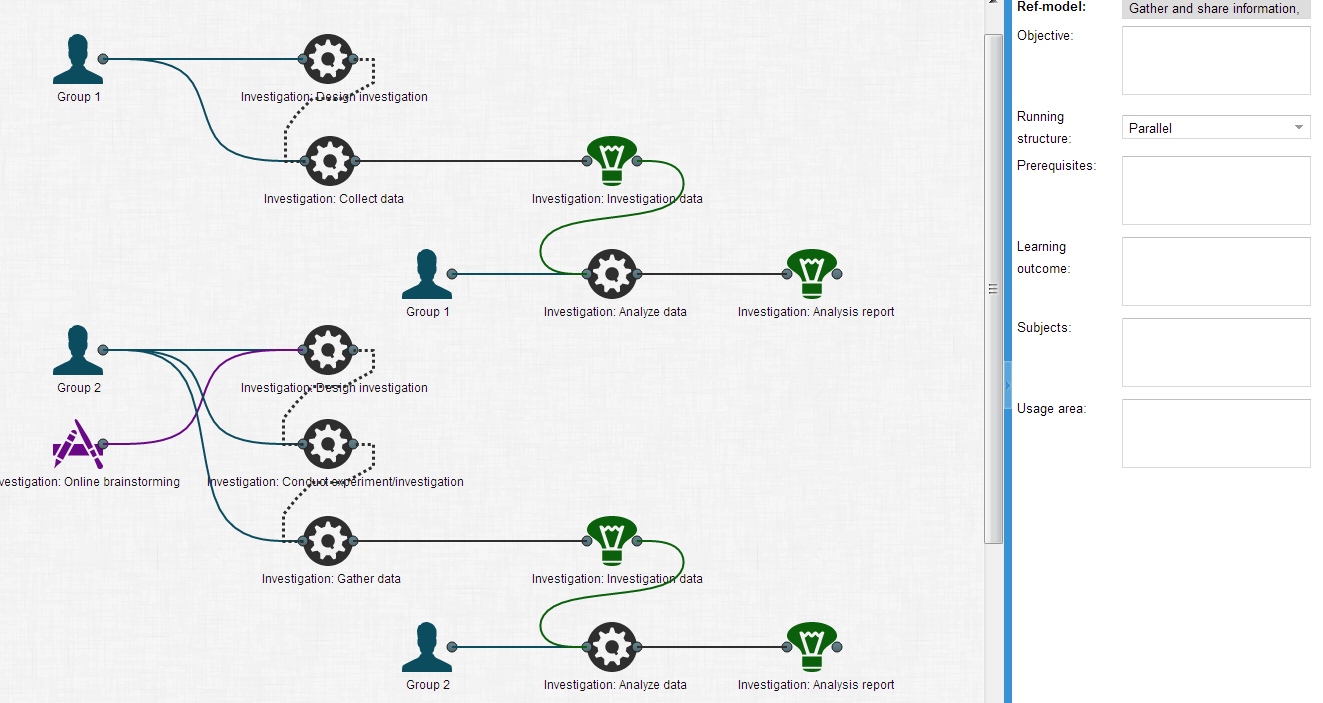 Group 1
Investigation: Design investigation
Investigation: Collect data
Investigation: Investigation data
Group 1
Investigation: Analyze data
Investigation: Analysis report
Group 2
Investigation: Design investigation
vestigation: Online brainstorming
Investigation: Conduct experiment/investigation
Investigation: Gather data
Investigation: Investigation data
Group 2
Investigation: Analyze data
Investigation: Analysis report
Ref-model:
Gather and share information,
Objective:
Running
structure:
Parallel
Prerequisites:
Learning
outcome:
Subjects:
Usage area: